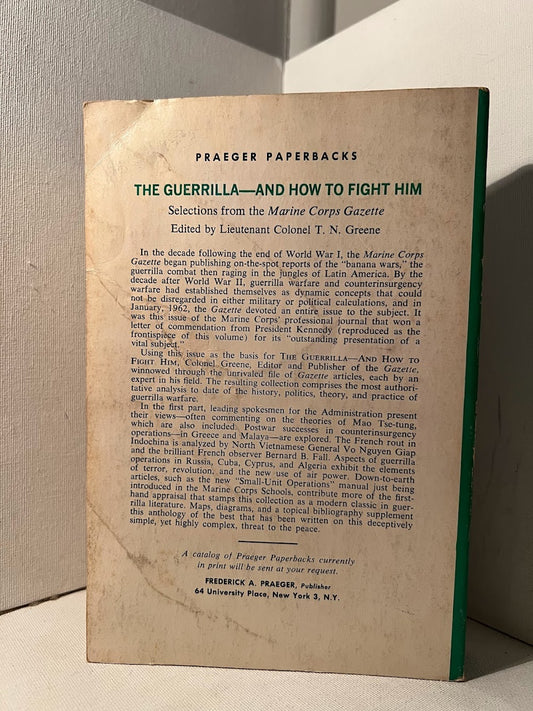 PRAEGER PAPERBACKS
THE GUERRILLA—AND HOW TO FIGHT HIM
Selections from the Marine Corps Gazette
Edited by Lieutenant Colonel T. N. Greene
In the decade following the end of World War I, the Marine Corps
Gazette began publishing on-the-spot reports of the "banana wars," the
guerrilla combat then raging in the jungles of Latin America. By the
decade after World War II, guerrilla warfare and counterinsurgency
warfare had established themselves as dynamic concepts that could
not be disregarded in either military or political calculations, and in
January, 1962, the Gazette devoted an entire issue to the subject. It
was this issue of the Marine Corps' professional journal that won a
letter of commendation from President Kennedy (reproduced as the
frontispiece of this volume) for its "outstanding presentation of a
vital subject."
Using this issue as the basis for THE GUERRILLA—AND HOW TO
FIGHT HIM, Colonel Greene, Editor and Publisher of the Gazette,
winnowed through the unrivaled file of Gazette articles, each by an
expert in his field. The resulting collection comprises the most authori-
tative analysis to date of the history, politics, theory, and practice of
guerrilla warfare.
In the first part, leading spokesmen for the Administration present
their views—often commenting on the theories of Mao Tse-tung,
which are also included. Postwar successes in counterinsurgency
operations—in Greece and Malaya—are explored. The French rout in
Indochina is analyzed by North Vietnamese General Vo Nguyen Giap
and the brilliant French observer Bernard B. Fall. Aspects of guerrilla
operations in Russia, Cuba, Cyprus, and Algeria exhibit the elements
of terror, revolution, and the new use of air power. Down-to-earth
articles, such as the new "Small-Unit Operations" manual just being
introduced in the Marine Corps Schools, contribute more of the first-
hand appraisal that stamps this collection as a modern classic in guer-
rilla literature. Maps, diagrams, and a topical bibliography supplement
this anthology of the best that has been written on this deceptively
simple, yet highly complex, threat to the peace.
A catalog of Praeger Paperbacks currently
in print will be sent at your request.
FREDERICK A. PRAEGER, Publisher
64 University Place, New York 3, N.Y.